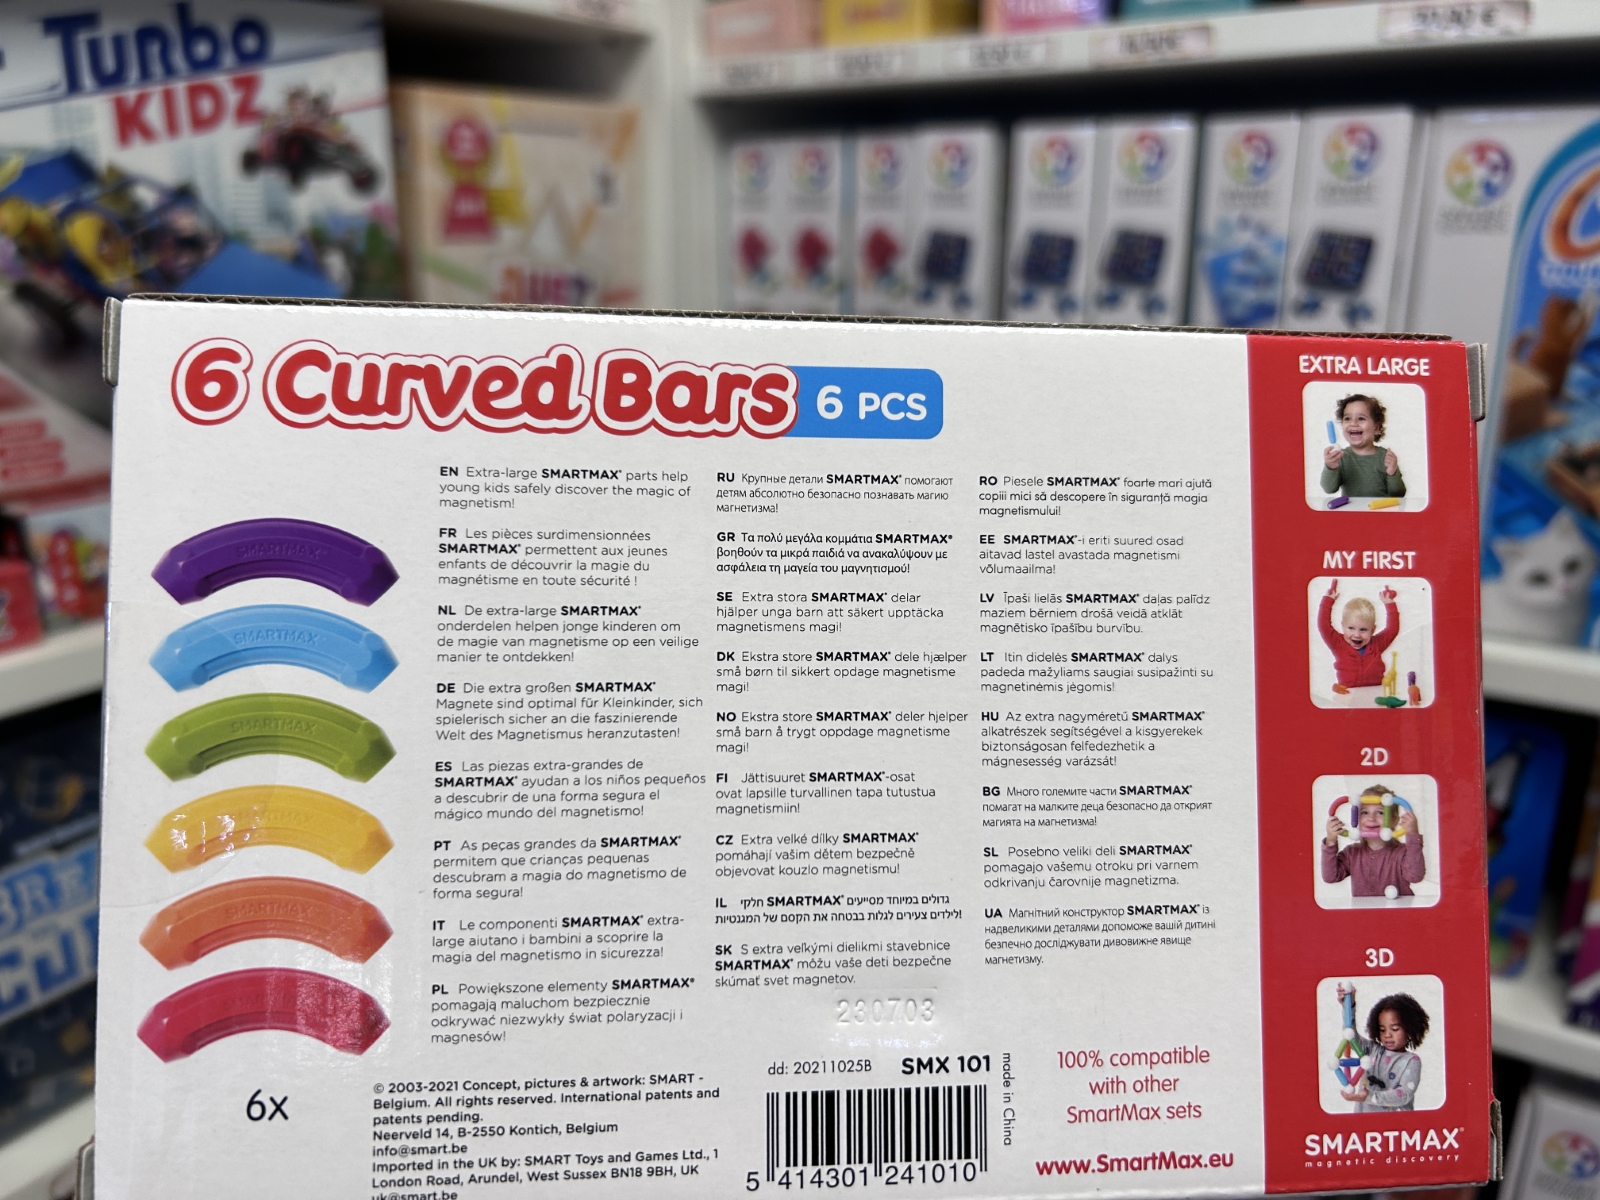 Turbo
KIDZ
6 Curved Bars 6 PCS
EN Extra-large SMARTMAX® parts help
young kids safely discover the magic of
magnetism!
FR Les pièces surdimensionnées
SMARTMAX® permettent aux jeunes
enfants de découvrir la magie du
magnétisme en toute sécurité !
NL De extra-large SMARTMAX®
onderdelen helpen jonge kinderen om
de magie van magnetisme op een veilige
manier te ontdekken!
DE Die extra großen SMARTMAX®
Magnete sind optimal für Kleinkinder, sich
spielerisch sicher an die faszinierende
Welt des Magnetismus heranzutasten!
ES Las piezas extra-grandes de
SMARTMAX® ayudan a los niños pequeños
a descubrir de una forma segura el
mágico mundo del magnetismo!
PT As peças grandes da SMARTMAX®
permitem que crianças pequenas
descubram a magia do magnetismo de
forma segura!
IT Le componenti SMARTMAX® extra-
large aiutano i bambini a scoprire la
magia del magnetismo in sicurezza!
PL Powiększone elementy SMARTMAX®
pomagają maluchom bezpiecznie
odkrywać niezwykły świat polaryzacji i
magnesów!
RU Крупные детали SMARTMAX® помогают
детям абсолютно безопасно познавать магию
магнетизма!
GR Τα πολύ μεγάλα κομμάτια SMARTMAX®
βοηθούν τα μικρά παιδιά να ανακαλύψουν με
ασφάλεια τη μαγεία του μαγνητισμού!
SE Extra stora SMARTMAX® delar
hjälper unga barn att säkert upptäcka
magnetismens magi!
DK Ekstra store SMARTMAX® dele hjælper
små børn til sikkert opdage magnetisme
magi!
NO Ekstra store SMARTMAX® deler hjelper
små barn å trygt oppdage magnetisme
magi!
FI Jättisuuret SMARTMAX®-osat
ovat lapsille turvallinen tapa tutustua
magnetismiin!
CZ Extra velké dílky SMARTMAX®
pomáhají vašim dětem bezpečně
objevovat kouzlo magnetismu!
IL חלקי SMARTMAX® גדולים במיוחד מסייעים
לילדים צעירים לגלות בבטחה את הקסם של המגנטיות!
SK S extra veľkými dielikmi stavebnice
SMARTMAX® môžu vaše deti bezpečne
skúmať svet magnetov.
RO Piesele SMARTMAX® foarte mari ajută
copiii mici să descopere în siguranță magia
magnetismului!
EE SMARTMAX®-i eriti suured osad
aitavad lastel avastada magnetismi
võlumaailma!
LV Īpaši lielās SMARTMAX® daļas palīdz
maziem bērniem drošā veidā atklāt
magnētisko īpašību burvību.
LT Itin didelės SMARTMAX® dalys
padeda mažyliams saugiai susipažinti su
magnetinėmis jėgomis!
HU Az extra nagyméretű SMARTMAX®
alkatrészek segítségével a kisgyerekek
biztonságosan felfedezhetik a
mágnesesség varázsát!
BG Много големите части SMARTMAX®
помагат на малките деца безопасно да открият
магията на магнетизма!
SL Posebno veliki deli SMARTMAX®
pomagajo vašemu otroku pri varnem
odkrivanju čarovnije magnetizma.
UA Магнітний конструктор SMARTMAX® із
надвеликими деталями допоможе вашій дитині
безпечно досліджувати дивовижне явище
магнетизму.
SMARTMAX
SMARTMAX
SMARTMAX
SMARTMAX
SMARTMAX
SMARTMAX
6x
230703
© 2003-2021 Concept, pictures & artwork: SMART -
Belgium. All rights reserved. International patents and
patents pending.
Neerveld 14, B-2550 Kontich, Belgium
info@smart.be
Imported in the UK by: SMART Toys and Games Ltd., 1
London Road, Arundel, West Sussex BN18 9BH, UK
uk@smart.be
dd: 20211025B SMX 101
made in China
5 414301 241010
100% compatible
with other
SmartMax sets
www.SmartMax.eu
EXTRA LARGE
MY FIRST
2D
3D
SMARTMAX®
magnetic discovery